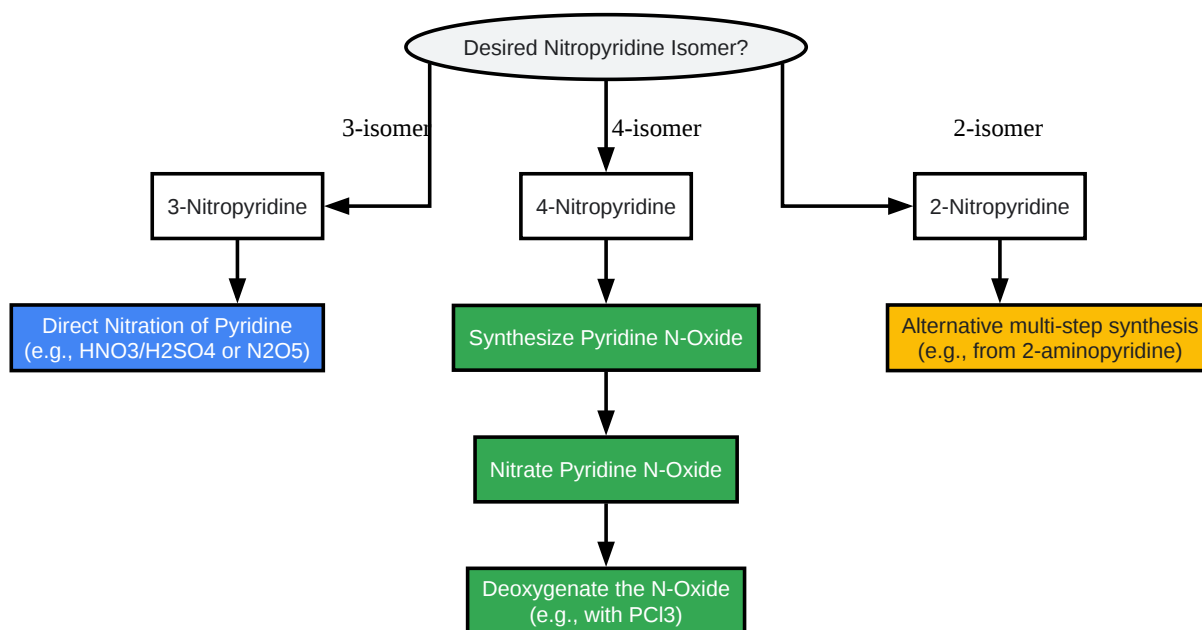 Desired Nitropyridine Isomer?
3-isomer
4-isomer
2-isomer
3-Nitropyridine
4-Nitropyridine
2-Nitropyridine
Direct Nitration of Pyridine
(e.g., HNO3/H2SO4 or N2O5)
Synthesize Pyridine N-Oxide
Alternative multi-step synthesis
(e.g., from 2-aminopyridine)
Nitrate Pyridine N-Oxide
Deoxygenate the N-Oxide
(e.g., with PCl3)